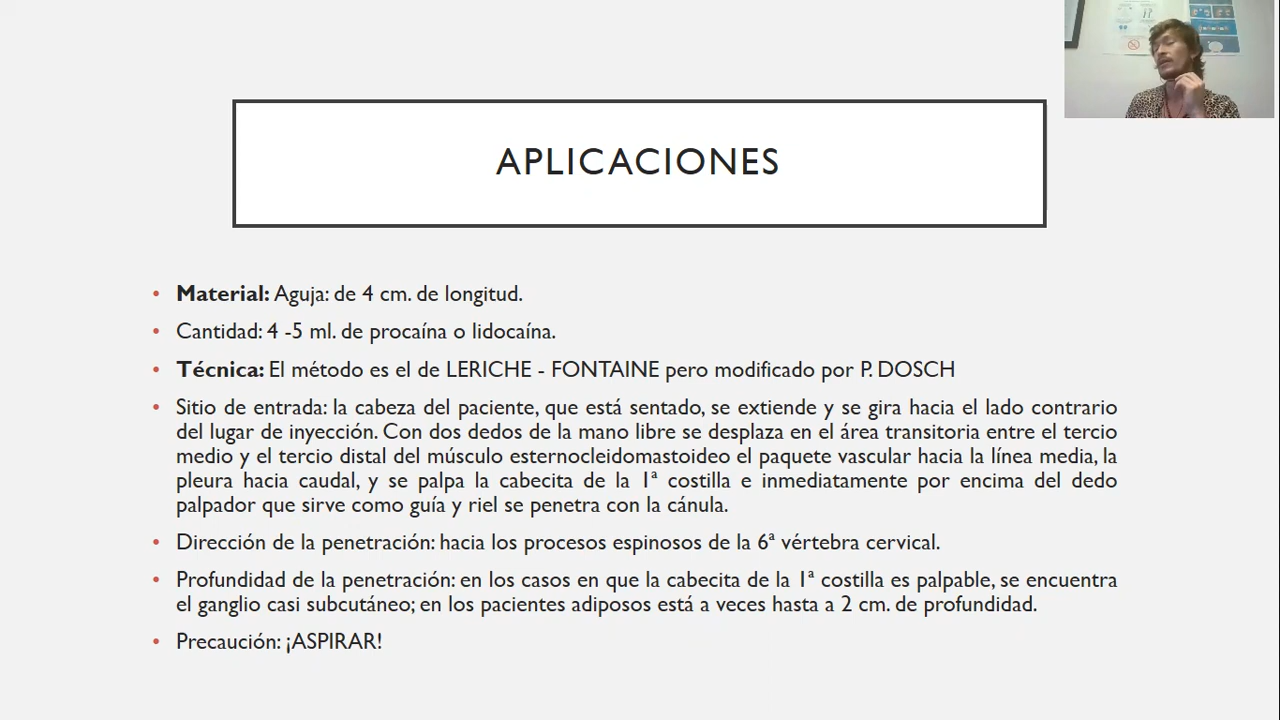 APLICACIONES
• Material: Aguja: de 4 cm. de longitud.
• Cantidad: 4 -5 ml. de procaína o lidocaína.
• Técnica: El método es el de LERICHE - FONTAINE pero modificado por P. DOSCH
• Sitio de entrada: la cabeza del paciente, que está sentado, se extiende y se gira hacia el lado contrario
del lugar de inyección. Con dos dedos de la mano libre se desplaza en el área transitoria entre el tercio
medio y el tercio distal del músculo esternocleidomastoideo el paquete vascular hacia la línea media, la
pleura hacia caudal, y se palpa la cabecita de la 1ª costilla e inmediatamente por encima del dedo
palpador que sirve como guía y riel se penetra con la cánula.
• Dirección de la penetración: hacia los procesos espinosos de la 6ª vértebra cervical.
• Profundidad de la penetración: en los casos en que la cabecita de la 1ª costilla es palpable, se encuentra
el ganglio casi subcutáneo; en los pacientes adiposos está a veces hasta a 2 cm. de profundidad.
• Precaución: ¡ASPIRAR!